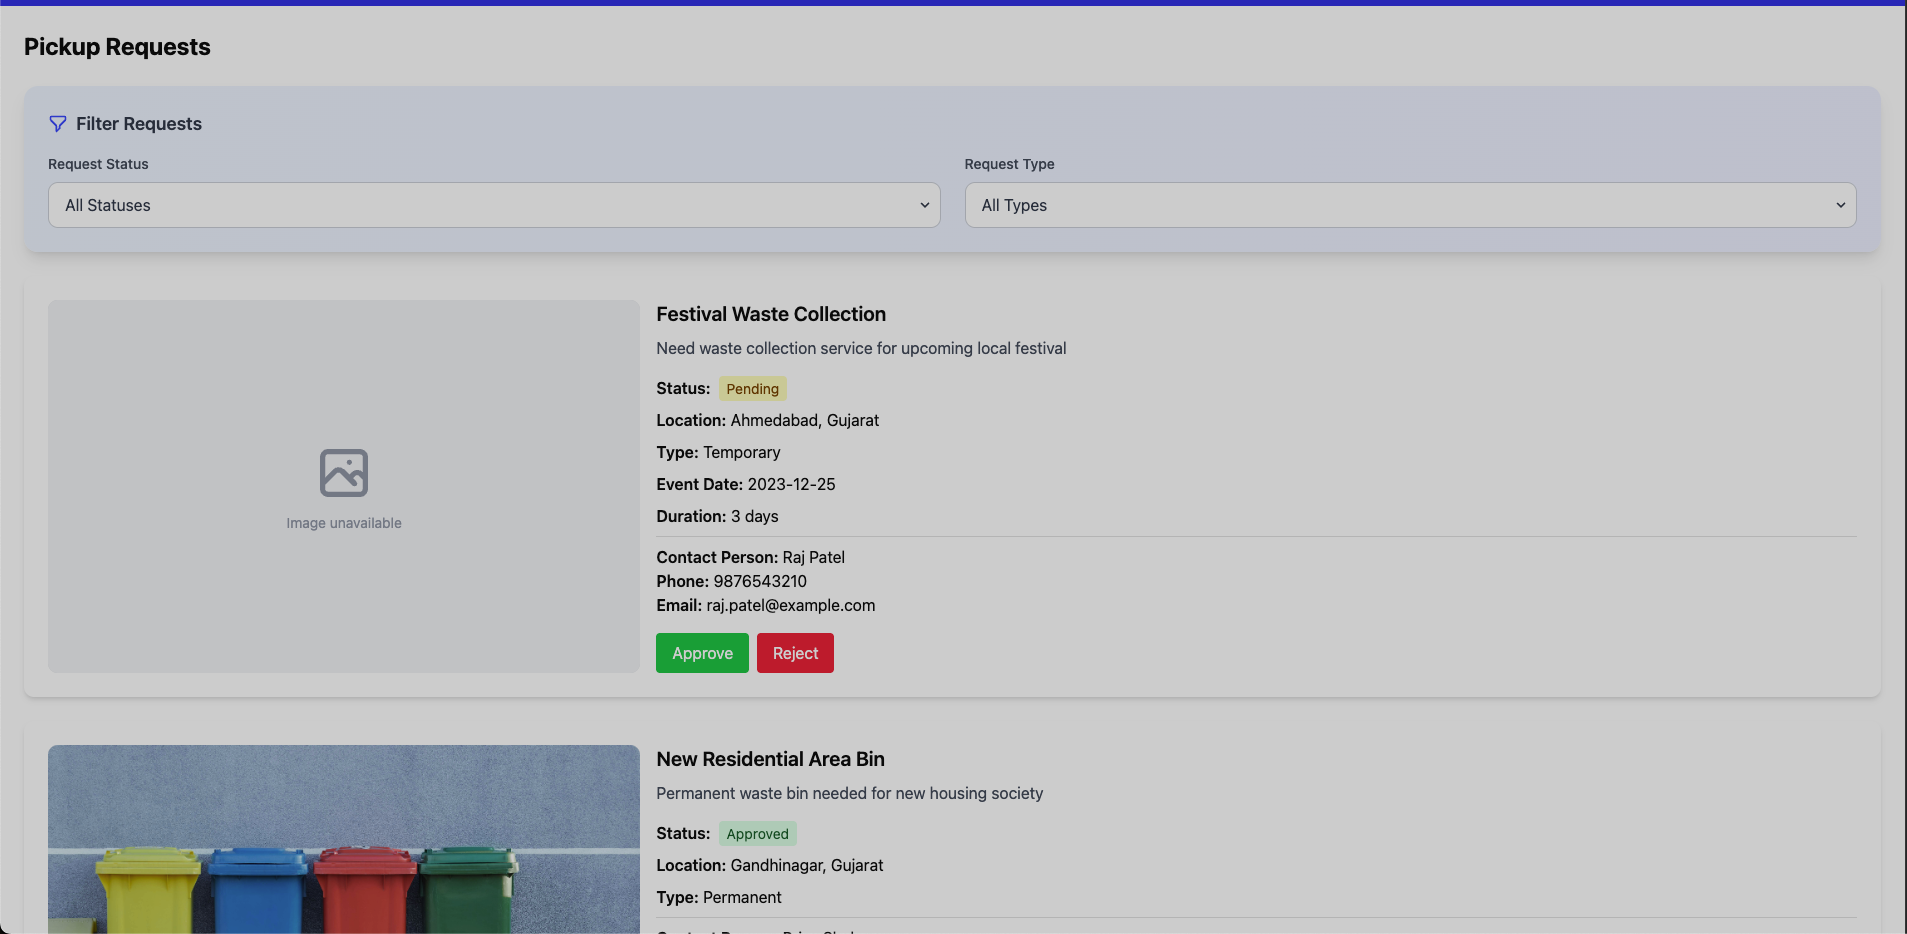 Pickup Requests
Filter Requests
Request Status
Request Type
All Statuses
All Types
Image unavailable
Festival Waste Collection
Need waste collection service for upcoming local festival
Status: Pending
Location: Ahmedabad, Gujarat
Type: Temporary
Event Date: 2023-12-25
Duration: 3 days
Contact Person: Raj Patel
Phone: 9876543210
Email: raj.patel@example.com
Approve
Reject
New Residential Area Bin
Permanent waste bin needed for new housing society
Status: Approved
Location: Gandhinagar, Gujarat
Type: Permanent